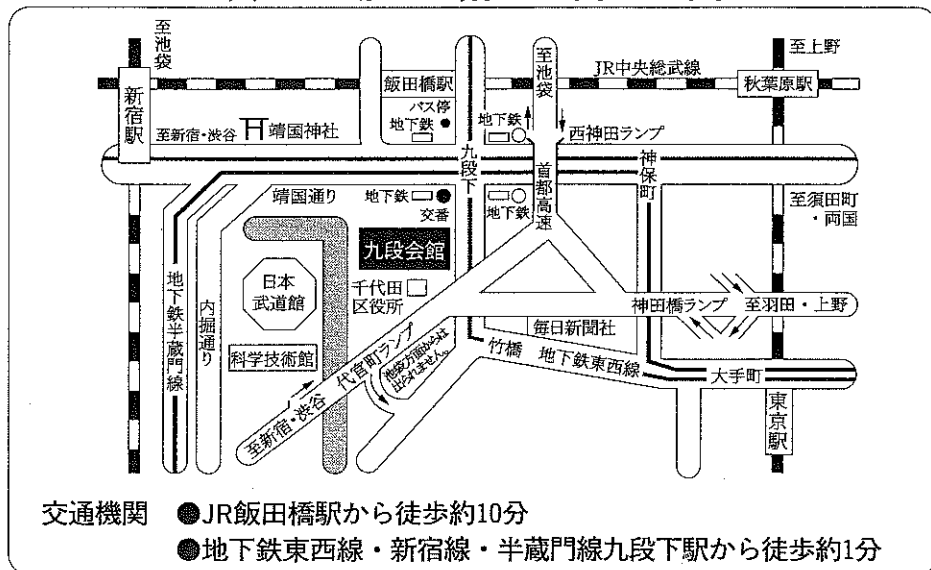 至池袋
新宿駅
至新宿・渋谷
靖国神社
飯田橋駅
バス停
地下鉄
九段下
地下鉄
至池袋
JR中央総武線
西神田ランプ
至上野
秋葉原駅
神保町
首都高速
靖国通り
地下鉄
交番
地下鉄
至須田町
・両国
九段会館
千代田
区役所
日本
武道館
科学技術館
地下鉄半蔵門線
内掘通り
代官町ランプ
至新宿・渋谷
池袋方面からは
出られません。
竹橋
毎日新聞社
地下鉄東西線
神田橋ランプ
至羽田・上野
大手町
東京駅
交通機関 ●JR飯田橋駅から徒歩約10分
●地下鉄東西線・新宿線・半蔵門線九段下駅から徒歩約1分